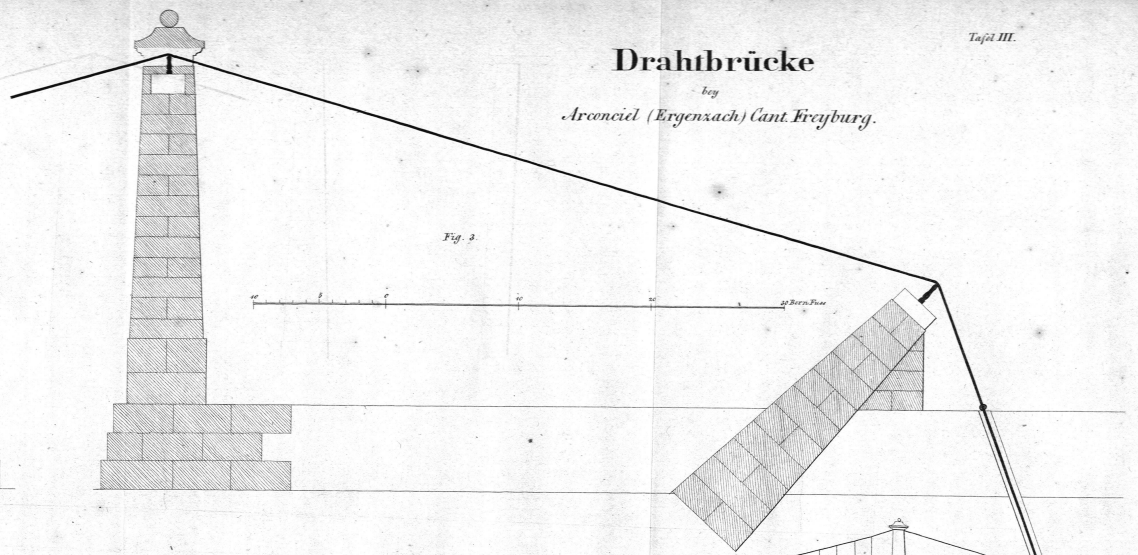 Tafel III.
Drahtbrücke
bey
Arconciel (Ergenzach) Cant. Freyburg.
Fig. 3.
10 5 0 10 20 30 Bern Fuss